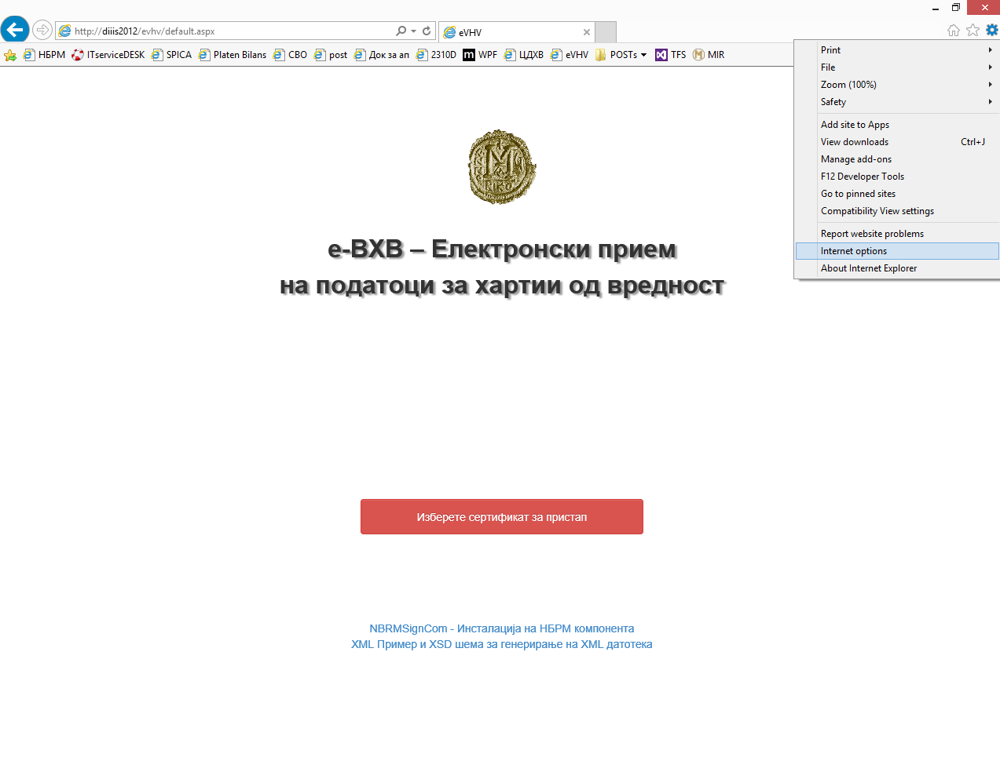 http://diiis2012/evhv/default.aspx
eVHV
НБРМ ITserviceDESK SPICA Platen Bilans СВО post Док за ап 2310D WPF ЦДХВ eVHV POSTs TFS MIR
Print
File
Zoom (100%)
Safety
Add site to Apps
View downloads Ctrl+J
Manage add-ons
F12 Developer Tools
Go to pinned sites
Compatibility View settings
Report website problems
Internet options
About Internet Explorer
е-ВХВ – Електронски прием
на податоци за хартии од вредност
Изберете сертификат за пристап
NBRMSignCom - Инсталација на НБРМ компонента
XML Пример и XSD шема за генерирање на XML датотека